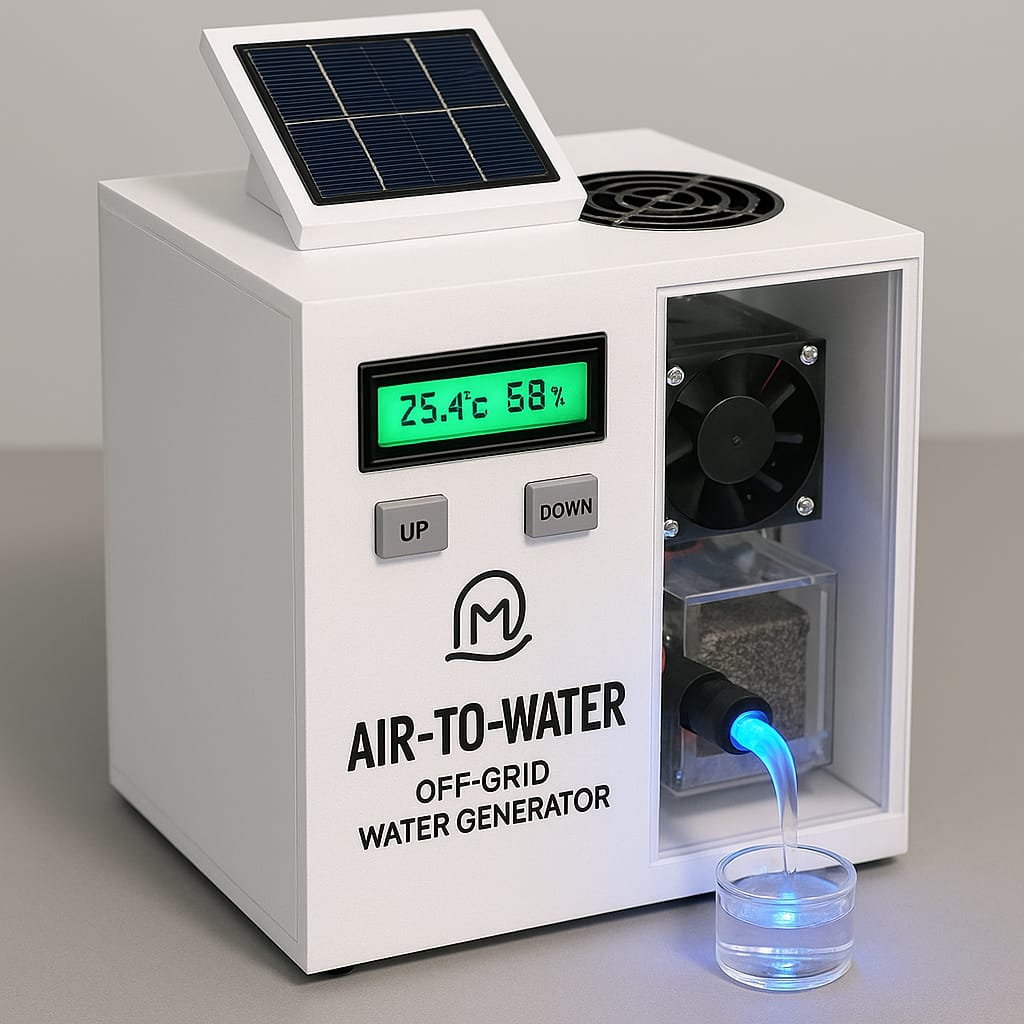 25.4°C 58%
UP
DOWN
M
AIR-TO-WATER
OFF-GRID
WATER GENERATOR